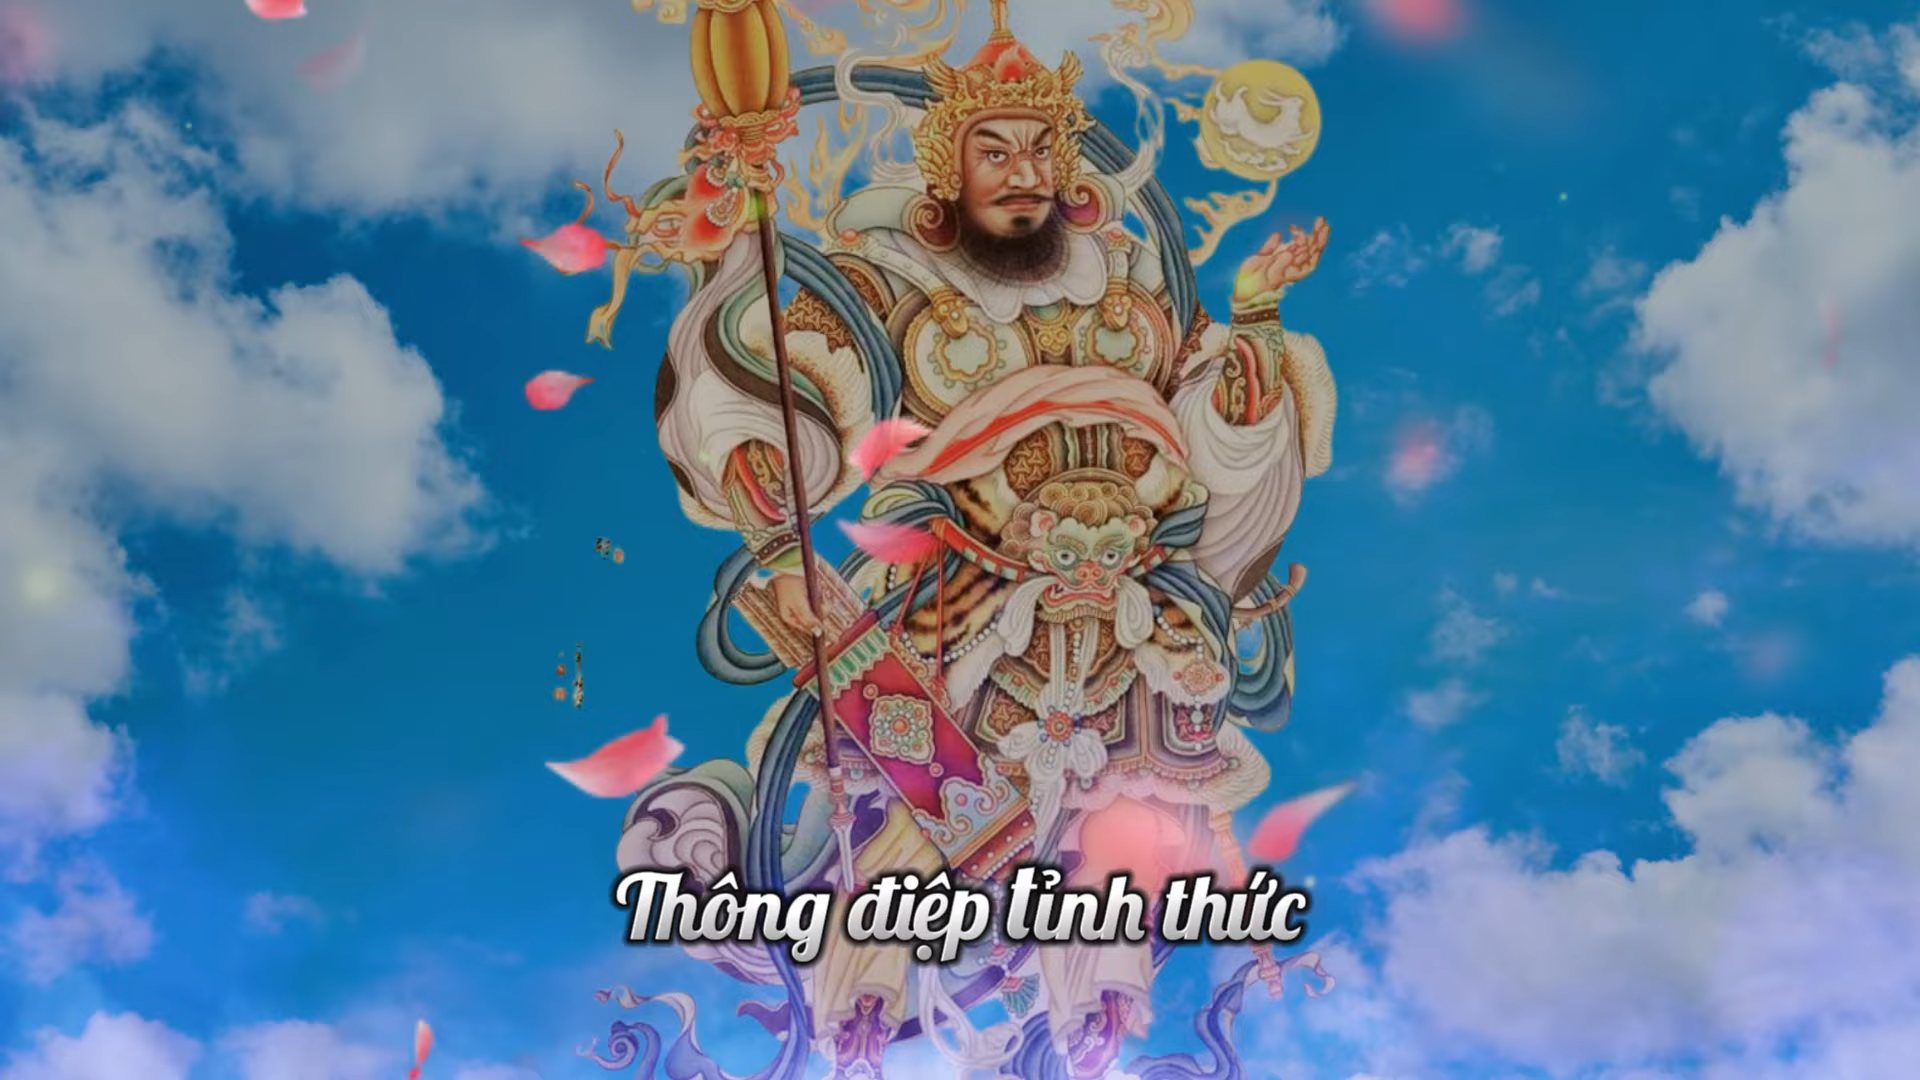 Thông điệp tỉnh thức